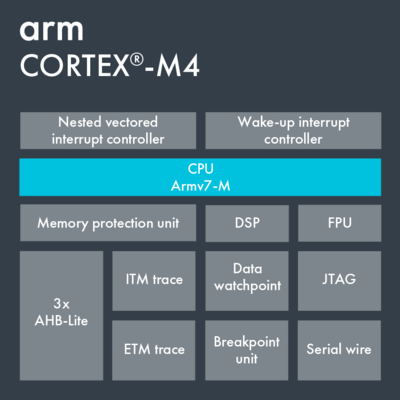 arm
CORTEX®-M4
Nested vectored
interrupt controller
Wake-up interrupt
controller
CPU
Armv7-M
Memory protection unit
DSP
FPU
3x
AHB-Lite
ITM trace
Data
watchpoint
JTAG
ETM trace
Breakpoint
unit
Serial wire